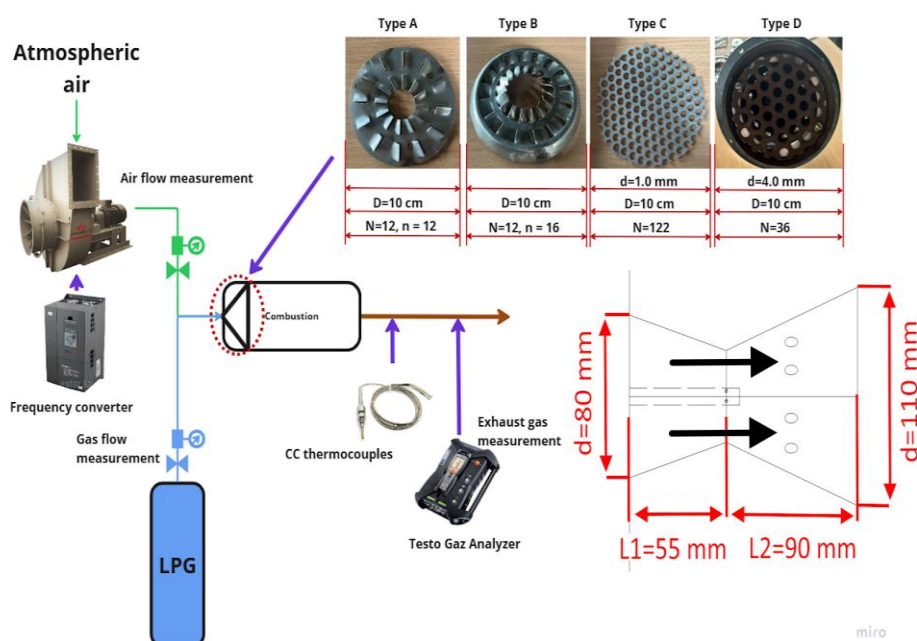 Type A
Type B
Type C
Type D
Atmospheric
air
Air flow measurement
d=1.0 mm
d=4.0 mm
D=10 cm
D=10 cm
D=10 cm
D=10 cm
N=12, n = 12
N=12, n = 16
N=122
N=36
Combustion
Frequency converter
Gas flow
measurement
CC thermocouples
Exhaust gas
measurement
Testo Gaz Analyzer
LPG
d=80 mm
d=110 mm
L1=55 mm
L2=90 mm
miro